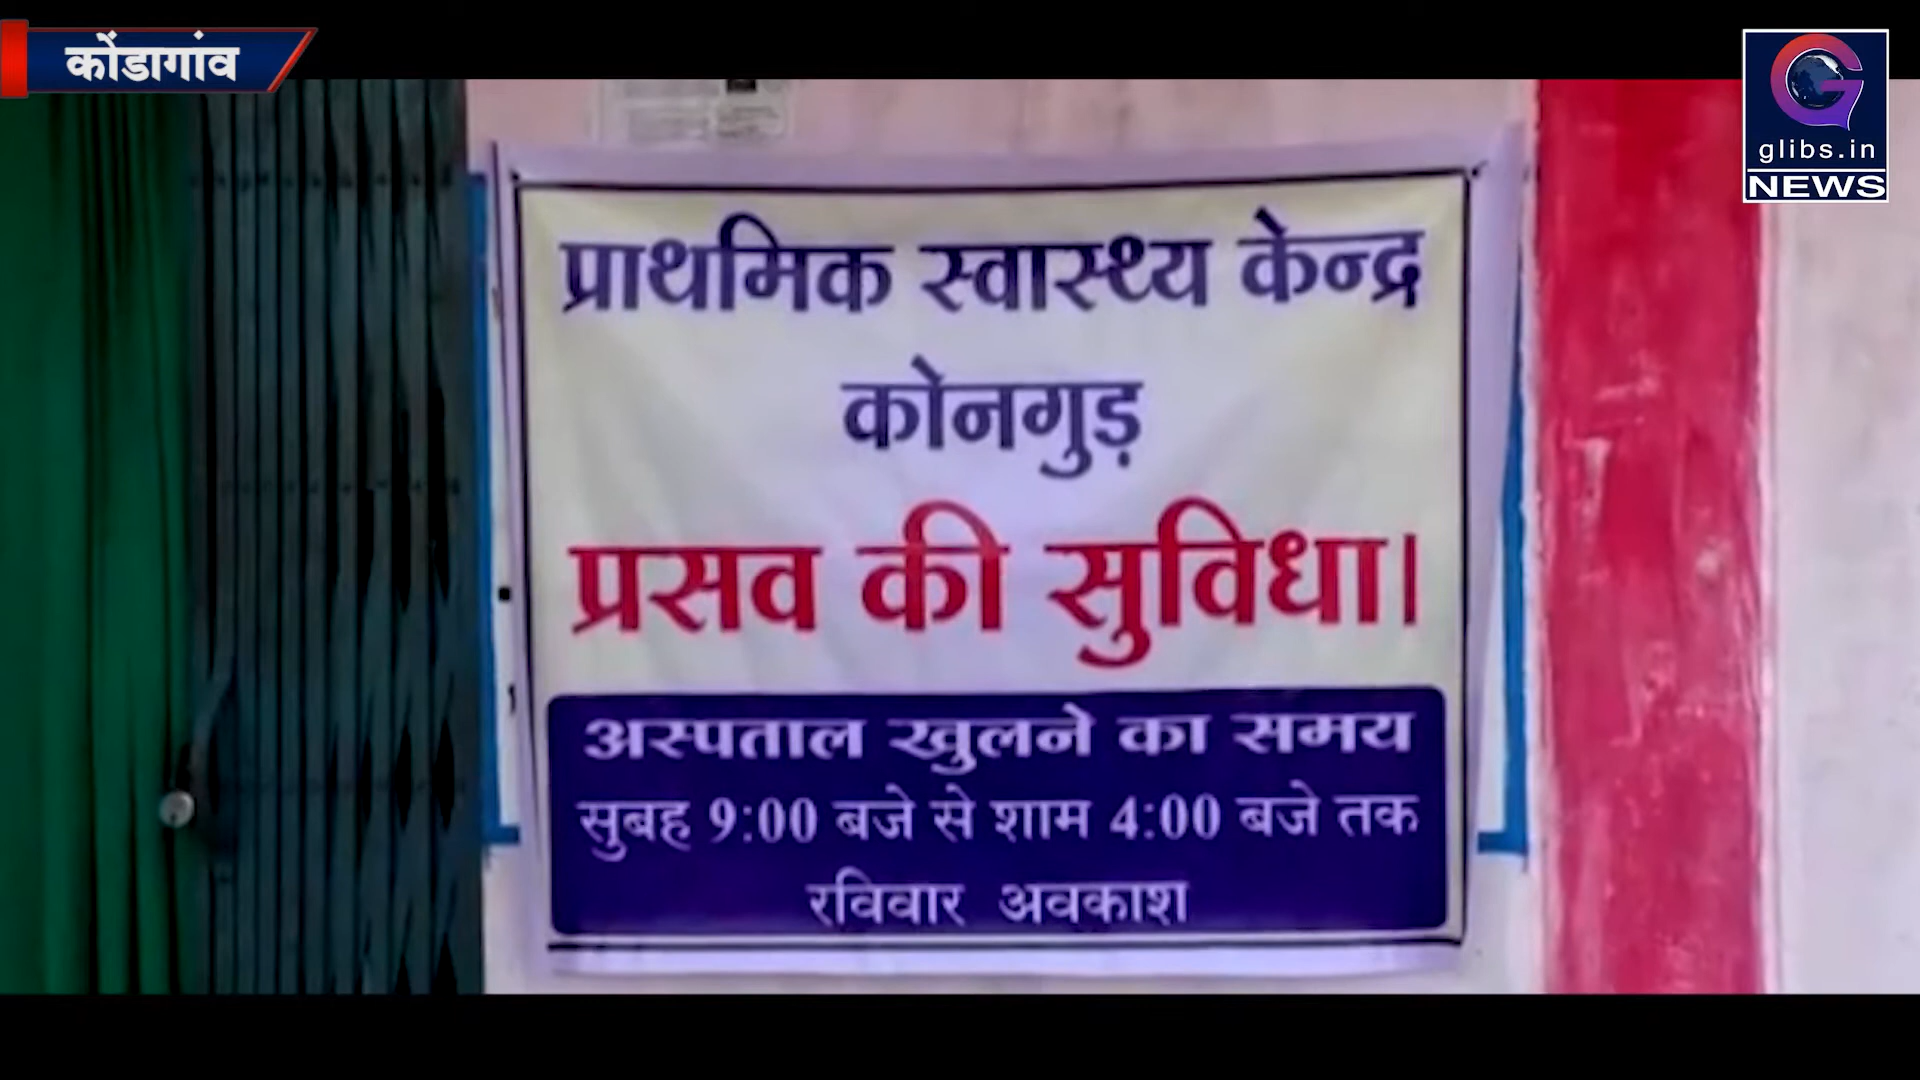 कोंडागांव
glibs.in
NEWS
प्राथमिक स्वास्थ्य केन्द्र
कोनगुड़
प्रसव की सुविधा।
अस्पताल खुलने का समय
सुबह 9:00 बजे से शाम 4:00 बजे तक
रविवार अवकाश